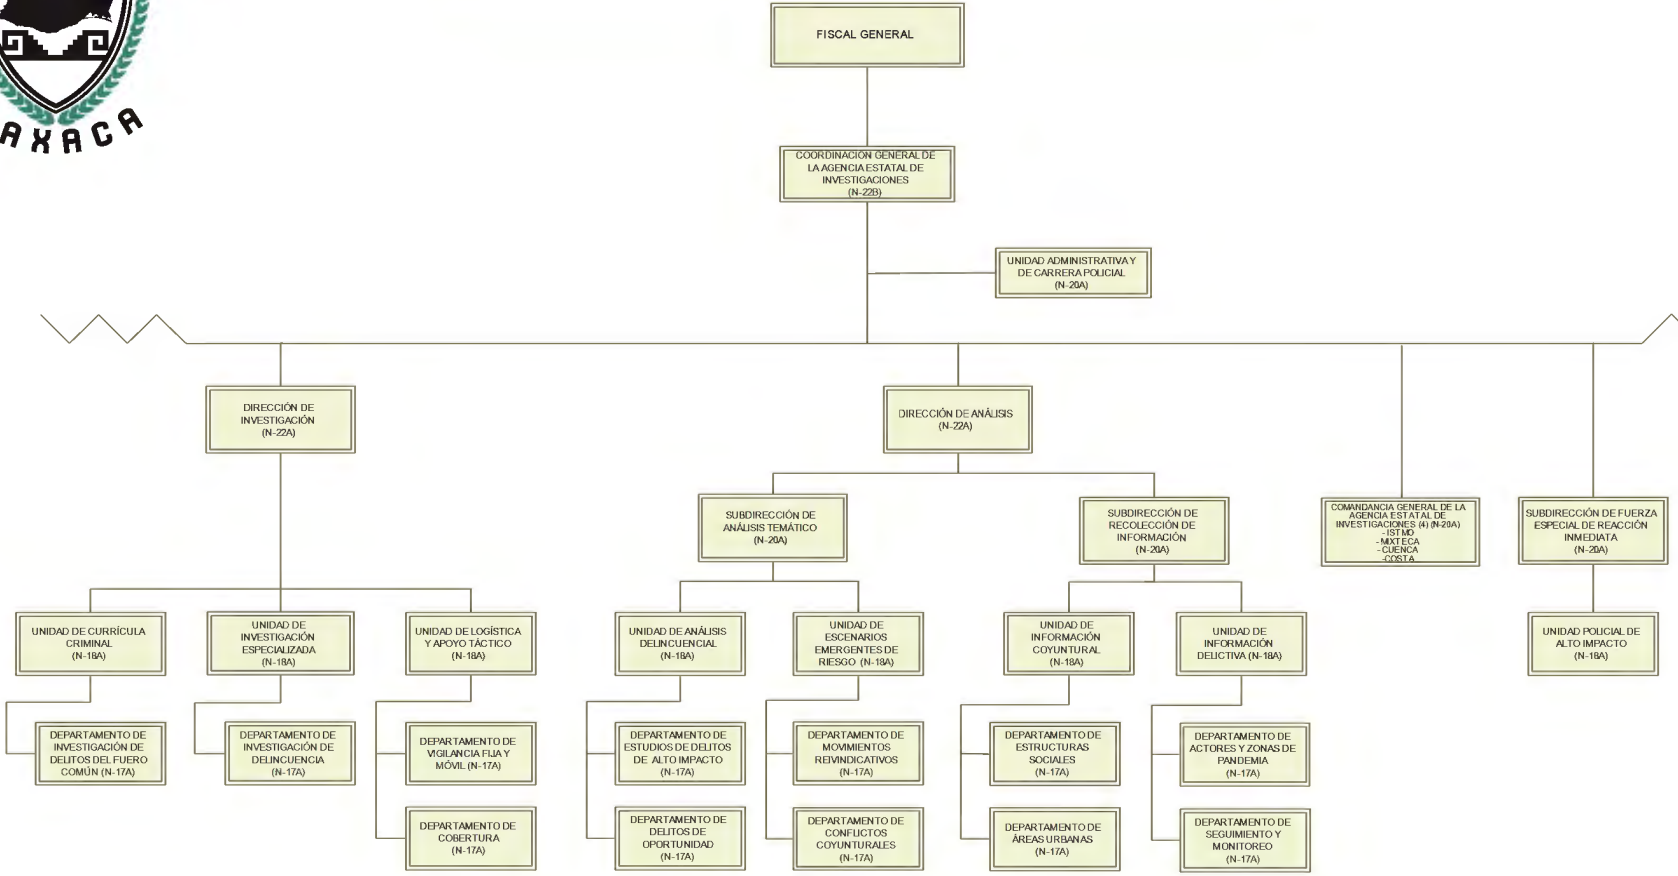 AXACA
FISCAL GENERAL
COORDINACIÓN GENERAL DE
LA AGENCIA ESTATAL DE
INVESTIGACIONES
(N-22B)
UNIDAD ADMINISTRATIVA Y
DE CARRERA POLICIAL
(N-20A)
DIRECCIÓN DE
INVESTIGACIÓN
(N-22A)
DIRECCIÓN DE ANÁLISIS
(N-22A)
SUBDIRECCIÓN DE
ANÁLISIS TEMÁTICO
(N-20A)
SUBDIRECCIÓN DE
RECOLECCIÓN DE
INFORMACIÓN
(N-20A)
COMANDANCIA GENERAL DE LA
AGENCIA ESTATAL DE
INVESTIGACIONES (4) (N-20A)
- ISTMO
- MIXTECA
- CUENCA
-COSTA
SUBDIRECCIÓN DE FUERZA
ESPECIAL DE REACCIÓN
INMEDIATA
(N-20A)
UNIDAD DE CURRÍCULA
CRIMINAL
(N-18A)
UNIDAD DE
INVESTIGACIÓN
ESPECIALIZADA
(N-18A)
UNIDAD DE LOGÍSTICA
Y APOYO TÁCTICO
(N-18A)
UNIDAD DE ANÁLISIS
DELINCUENCIAL
(N-18A)
UNIDAD DE
ESCENARIOS
EMERGENTES DE
RIESGO (N-18A)
UNIDAD DE
INFORMACIÓN
COYUNTURAL
(N-18A)
UNIDAD DE
INFORMACIÓN
DELICTIVA (N-18A)
UNIDAD POLICIAL DE
ALTO IMPACTO
(N-18A)
DEPARTAMENTO DE
INVESTIGACIÓN DE
DELITOS DEL FUERO
COMÚN (N-17A)
DEPARTAMENTO DE
INVESTIGACIÓN DE
DELINCUENCIA
(N-17A)
DEPARTAMENTO DE
VIGILANCIA FIJA Y
MÓVIL (N-17A)
DEPARTAMENTO DE
ESTUDIOS DE DELITOS
DE ALTO IMPACTO
(N-17A)
DEPARTAMENTO DE
MOVIMIENTOS
REIVINDICATIVOS
(N-17A)
DEPARTAMENTO DE
ESTRUCTURAS
SOCIALES
(N-17A)
DEPARTAMENTO DE
ACTORES Y ZONAS DE
PANDEMIA
(N-17A)
DEPARTAMENTO DE
COBERTURA
(N-17A)
DEPARTAMENTO DE
DELITOS DE
OPORTUNIDAD
(N-17A)
DEPARTAMENTO DE
CONFLICTOS
COYUNTURALES
(N-17A)
DEPARTAMENTO DE
ÁREAS URBANAS
(N-17A)
DEPARTAMENTO DE
SEGUIMIENTO Y
MONITOREO
(N-17A)